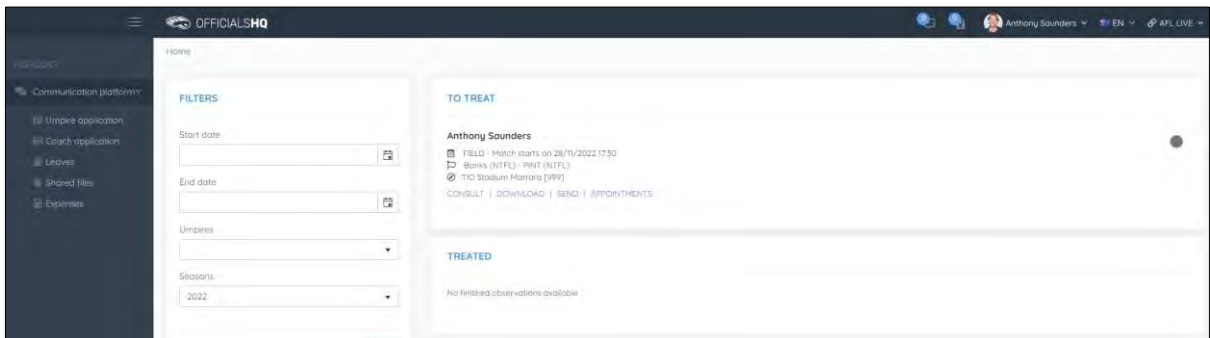 OFFICIALSHQ
Anthony Saunders
EN
AFL LIVE
Home
Communication platform
Umpire application
Coach application
Leaves
Shared files
Expenses
FILTERS
Start date
End date
Umpires
Seasons
2022
TO TREAT
Anthony Saunders
FIELD - Match starts on 28/11/2022 17:30
Banks (NTFL) - PINT (NTFL)
TIO Stadium Marrara [999]
CONSULT | DOWNLOAD | SEND | APPOINTMENTS
TREATED
No finished observations available